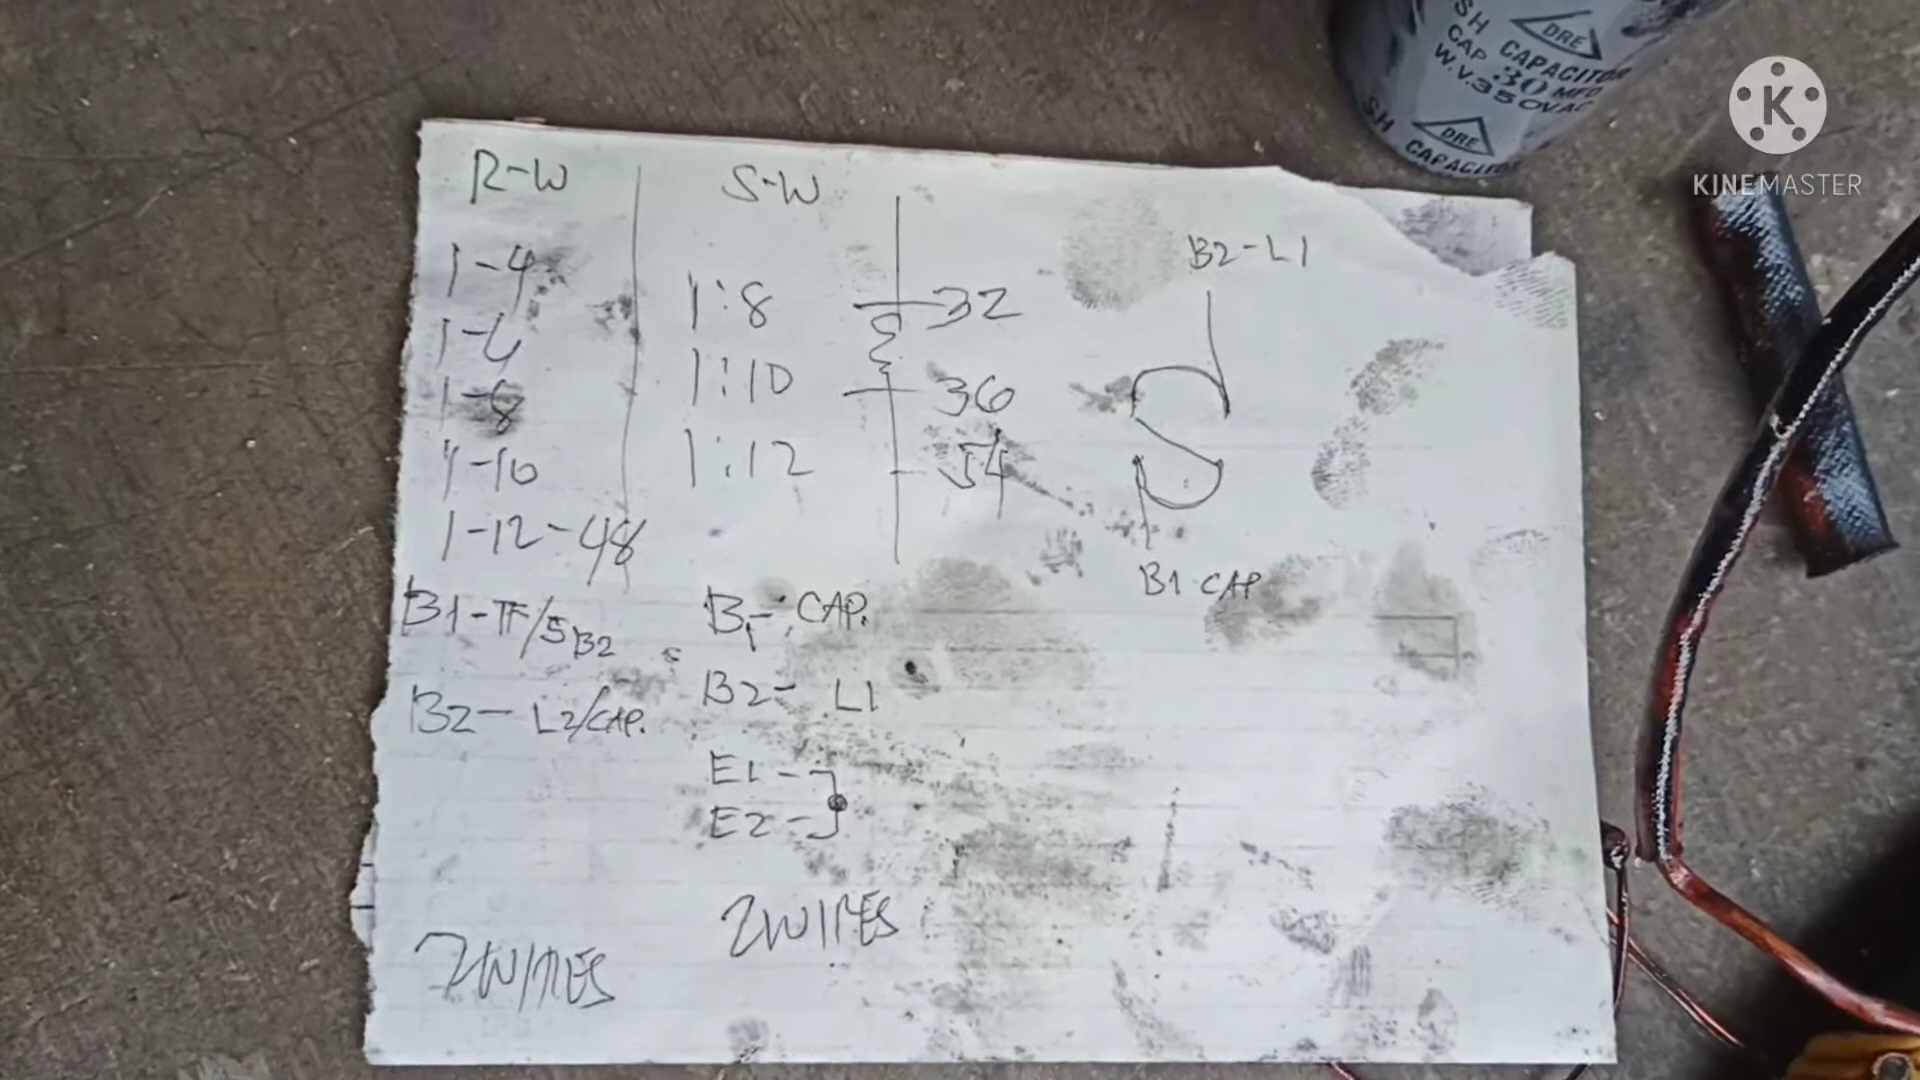 SH
DRE
CAPACITOR
CAP 30 MFD
W.V.350VAC
SH
DRE
CAPACIT
K
KINEMASTER
R-W
1-4
1-6
1-8
1-10
1-12-48
S-W
1:8
1:10
1:12
32
36
54
B2-L1
B1 CAP
B1-TF/5B2
B2-L2/CAP.
B1-CAP.
B2-L1
E1-
E2-
2WIRES
2WIRES